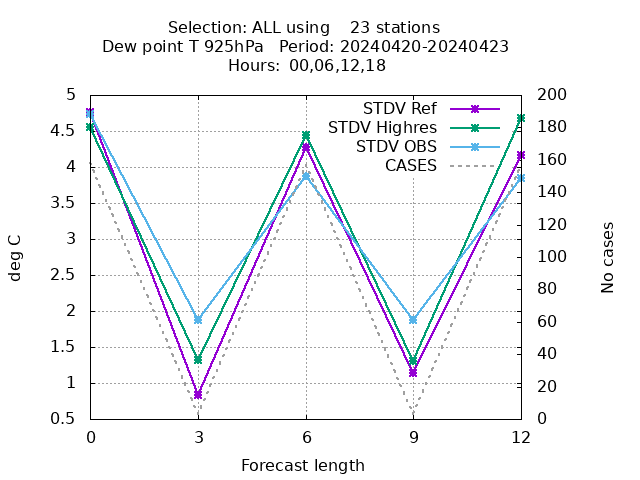 Selection: ALL using    23 stations
Dew point T 925hPa   Period: 20240420-20240423
Hours: 00,06,12,18
STDV Ref
STDV Highres
STDV OBS
CASES
5
4.5
4
3.5
3
2.5
2
1.5
1
0.5
200
180
160
140
120
100
80
60
40
20
0
deg C
No cases
0 3 6 9 12
Forecast length